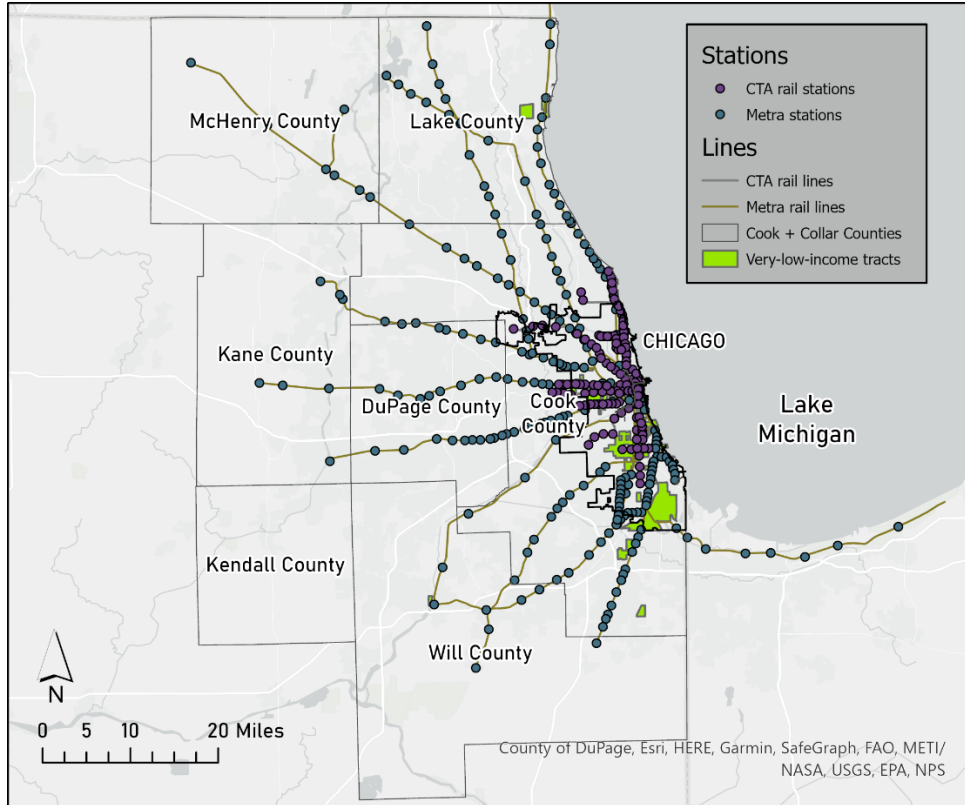 Stations
CTA rail stations
Metra stations
Lines
CTA rail lines
Metra rail lines
Cook + Collar Counties
Very-low-income tracts
McHenry County
Lake County
CHICAGO
Kane County
DuPage County
Cook
County
Lake
Michigan
Kendall County
Will County
N
0 5 10 20 Miles
County of DuPage, Esri, HERE, Garmin, SafeGraph, FAO, METI/
NASA, USGS, EPA, NPS